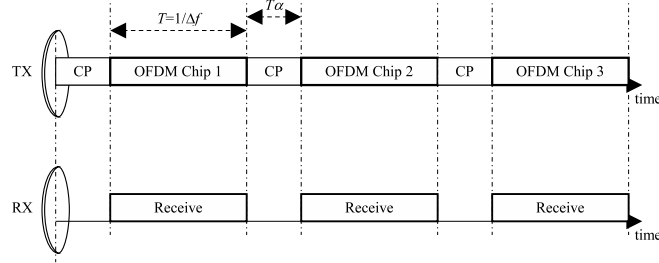 T=1/Δf
Tα
TX CP OFDM Chip 1 CP OFDM Chip 2 CP OFDM Chip 3
time
RX Receive Receive Receive
time